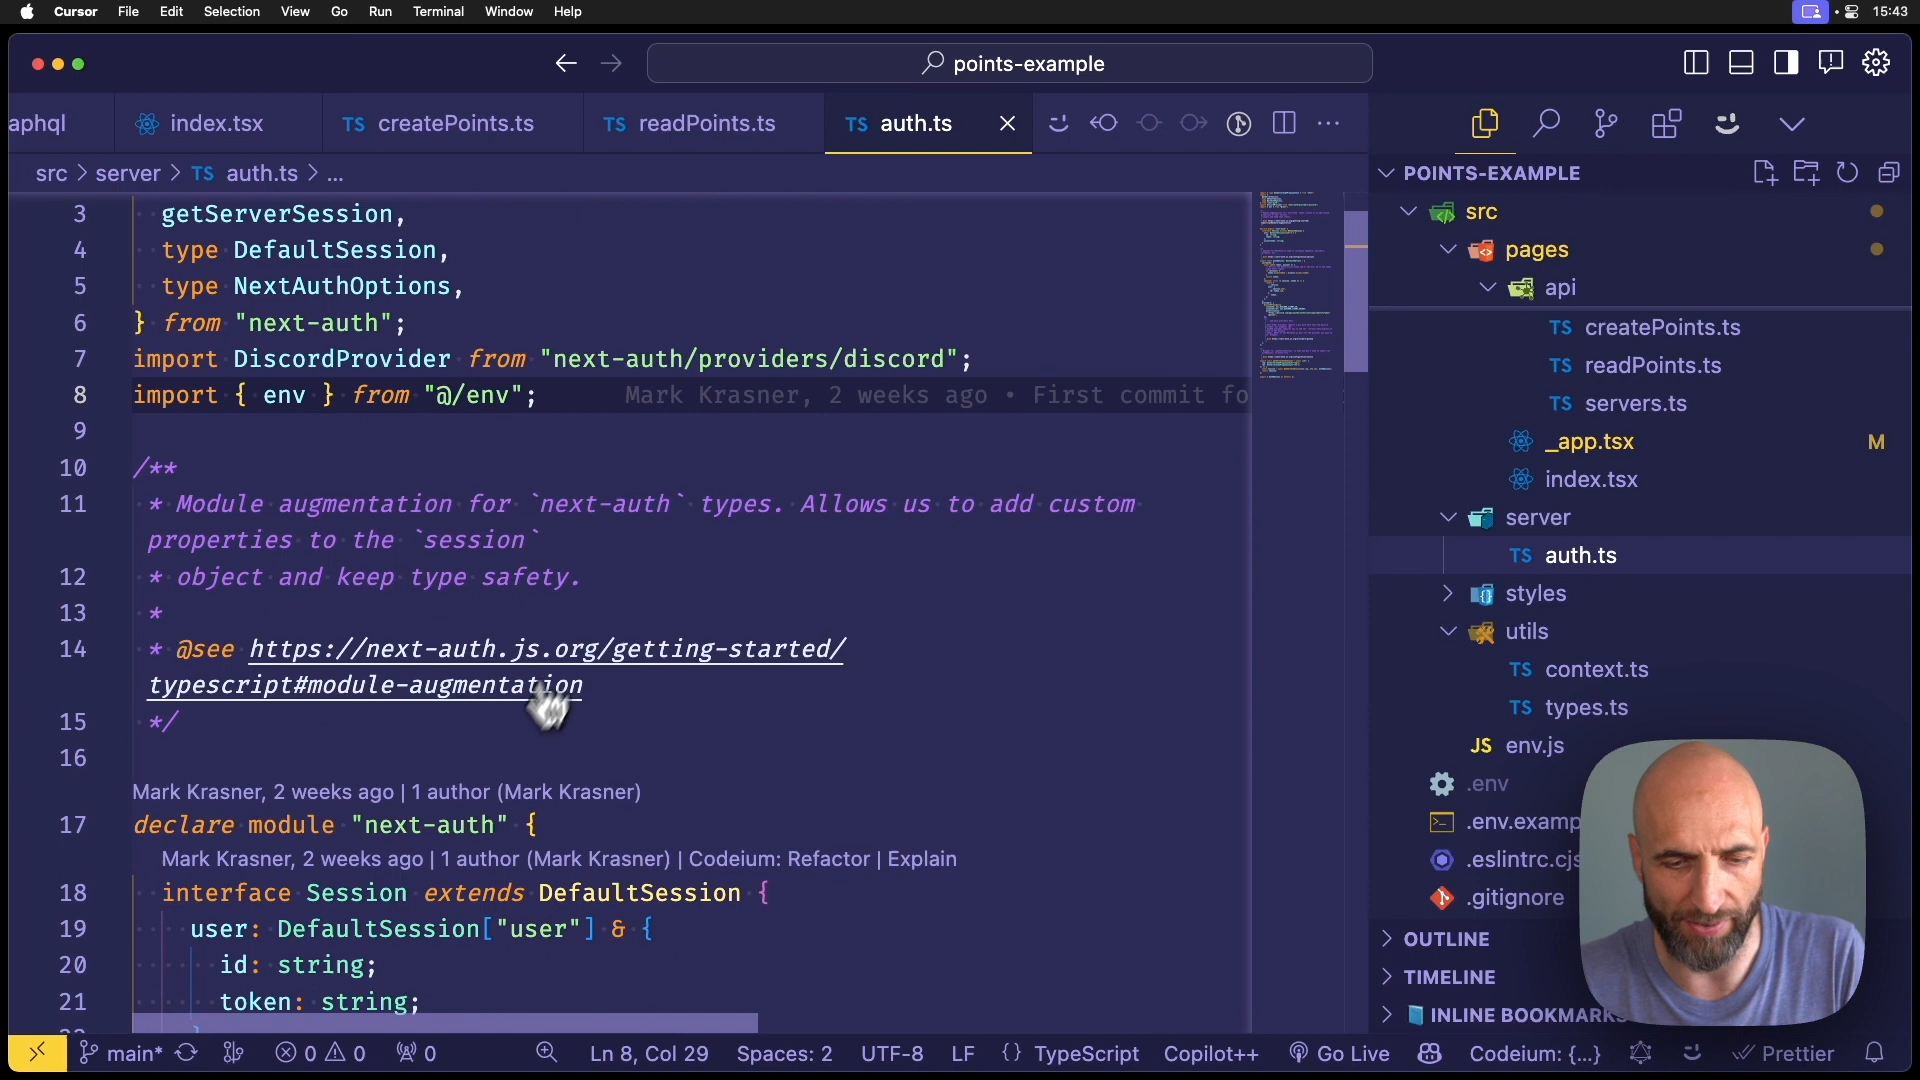 Cursor File Edit Selection View Go Run Terminal Window Help 15:43
points-example
aphql index.tsx TS createPoints.ts TS readPoints.ts TS auth.ts
src > server > TS auth.ts > ...
3 getServerSession,
4 type DefaultSession,
5 type NextAuthOptions,
6 } from "next-auth";
7 import DiscordProvider from "next-auth/providers/discord";
8 import { env } from "@/env"; Mark Krasner, 2 weeks ago • First commit fo
9
10 /**
11 * Module augmentation for `next-auth` types. Allows us to add custom
properties to the `session`
12 * object and keep type safety.
13 *
14 * @see https://next-auth.js.org/getting-started/
typescript#module-augmentation
15 */
16
Mark Krasner, 2 weeks ago | 1 author (Mark Krasner)
17 declare module "next-auth" {
Mark Krasner, 2 weeks ago | 1 author (Mark Krasner) | Codeium: Refactor | Explain
18 interface Session extends DefaultSession {
19 user: DefaultSession["user"] & {
20 id: string;
21 token: string;
POINTS-EXAMPLE
src
pages
api
TS createPoints.ts
TS readPoints.ts
TS servers.ts
_app.tsx M
index.tsx
server
TS auth.ts
styles
utils
TS context.ts
TS types.ts
JS env.js
.env
.env.examp
.eslintrc.cjs
.gitignore
OUTLINE
TIMELINE
INLINE BOOKMARKS
main* 0 0 0 Ln 8, Col 29 Spaces: 2 UTF-8 LF {} TypeScript Copilot++ Go Live Codeium: {...} Prettier